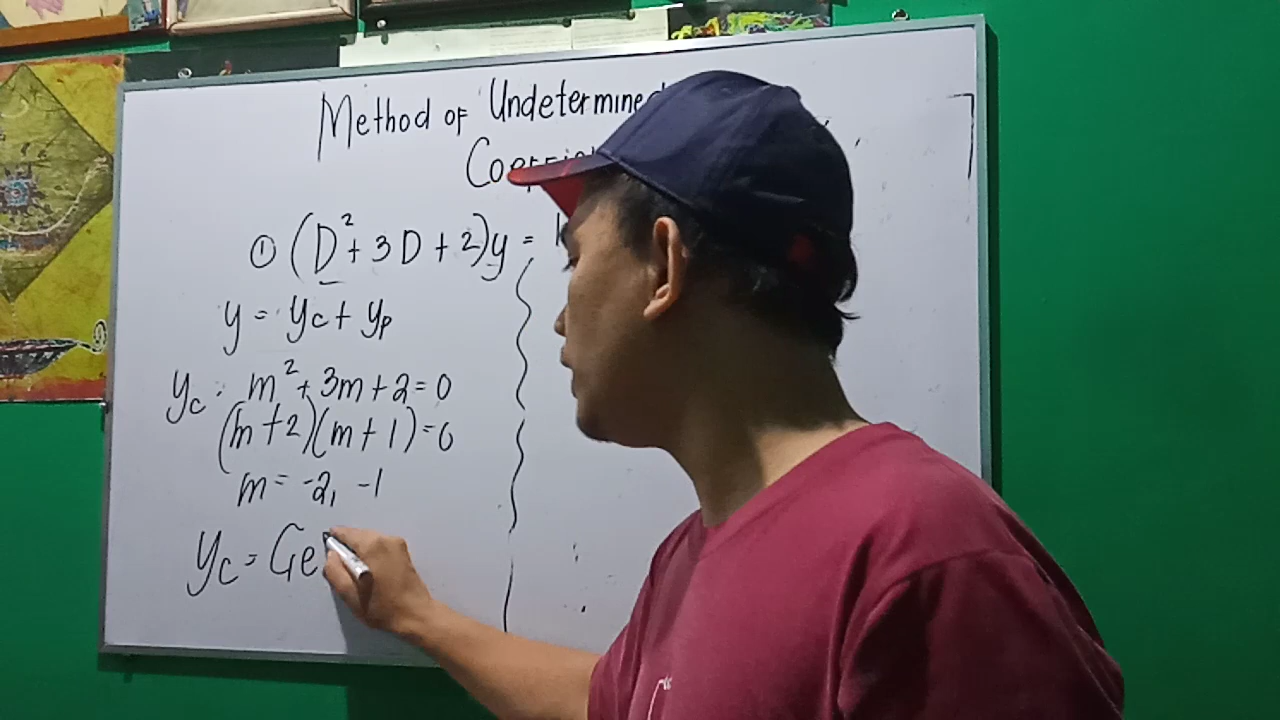 Method of Undetermined
① (D² + 3D + 2)y =
y = yc + yp
yc: m² + 3m + 2 = 0
(m + 2)(m + 1) = 0
m = -2, -1
yc = C₁e